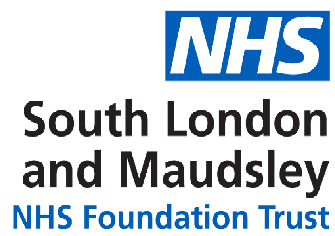 NHS
South London
and Maudsley
NHS Foundation Trust